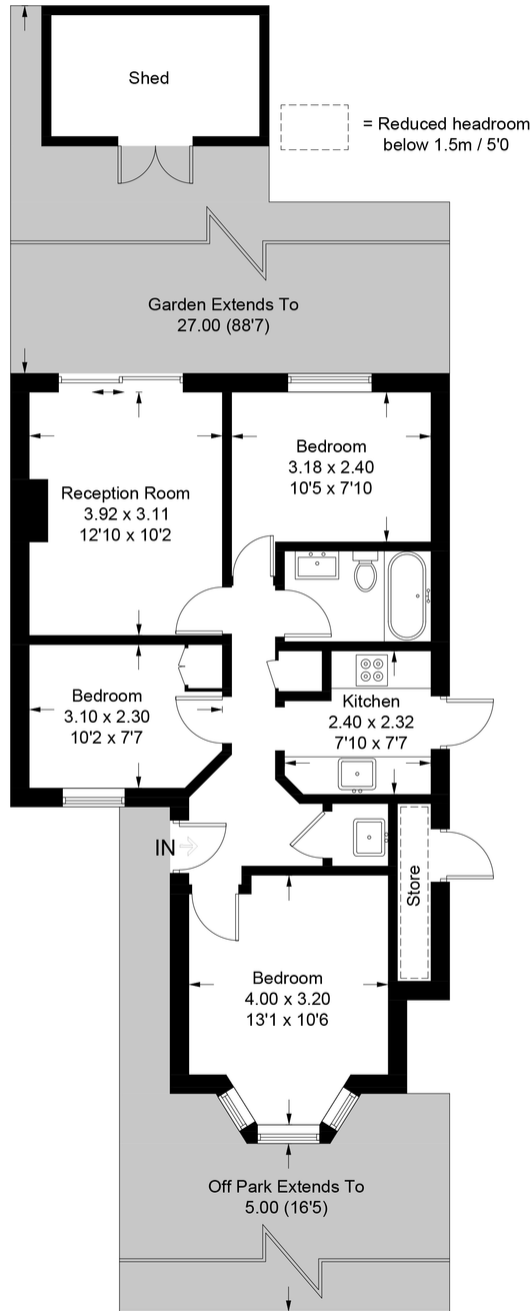 Shed
= Reduced headroom
below 1.5m / 5'0
Garden Extends To
27.00 (88'7)
Bedroom
3.18 x 2.40
10'5 x 7'10
Reception Room
3.92 x 3.11
12'10 x 10'2
Bedroom
3.10 x 2.30
10'2 x 7'7
Kitchen
2.40 x 2.32
7'10 x 7'7
IN
Store
Bedroom
4.00 x 3.20
13'1 x 10'6
Off Park Extends To
5.00 (16'5)